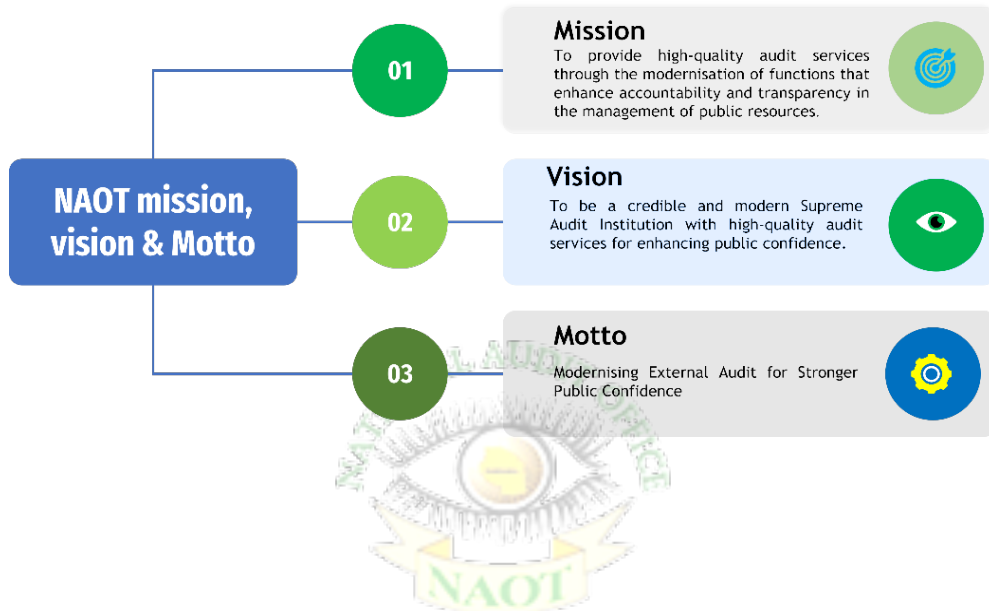 01
Mission
To provide high-quality audit services
through the modernisation of functions that
enhance accountability and transparency in
the management of public resources.
NAOT mission,
vision & Motto
02
Vision
To be a credible and modern Supreme
Audit Institution with high-quality audit
services for enhancing public confidence.
03
Motto
Modernising External Audit for Stronger
Public Confidence
NATIONAL AUDIT OFFICE
NAOT